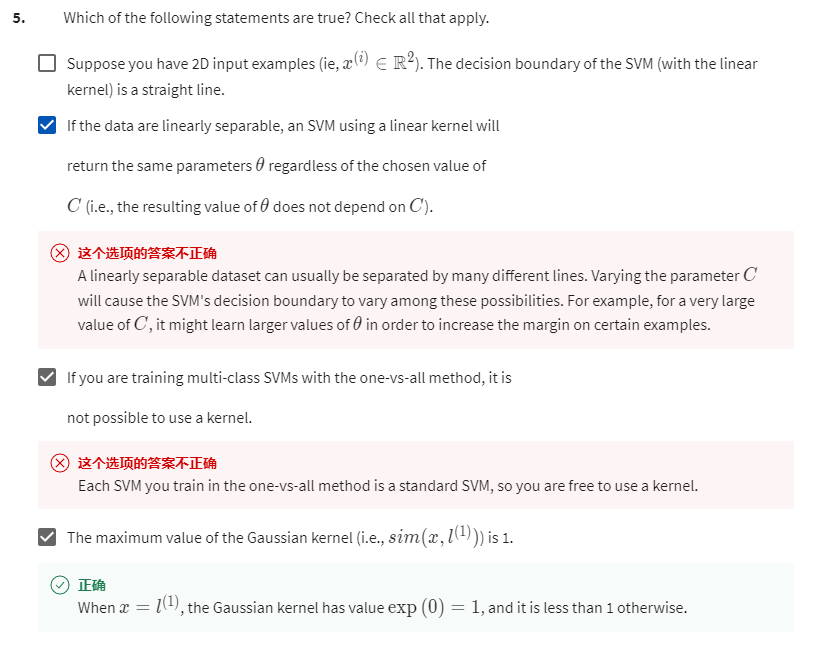 5. Which of the following statements are true? Check all that apply.
Suppose you have 2D input examples (ie, x^(i) ∈ ℝ²). The decision boundary of the SVM (with the linear
kernel) is a straight line.
If the data are linearly separable, an SVM using a linear kernel will
return the same parameters θ regardless of the chosen value of
C (i.e., the resulting value of θ does not depend on C).
这个选项的答案不正确
A linearly separable dataset can usually be separated by many different lines. Varying the parameter C
will cause the SVM's decision boundary to vary among these possibilities. For example, for a very large
value of C, it might learn larger values of θ in order to increase the margin on certain examples.
If you are training multi-class SVMs with the one-vs-all method, it is
not possible to use a kernel.
这个选项的答案不正确
Each SVM you train in the one-vs-all method is a standard SVM, so you are free to use a kernel.
The maximum value of the Gaussian kernel (i.e., sim(x, l^(1))) is 1.
正确
When x = l^(1), the Gaussian kernel has value exp (0) = 1, and it is less than 1 otherwise.